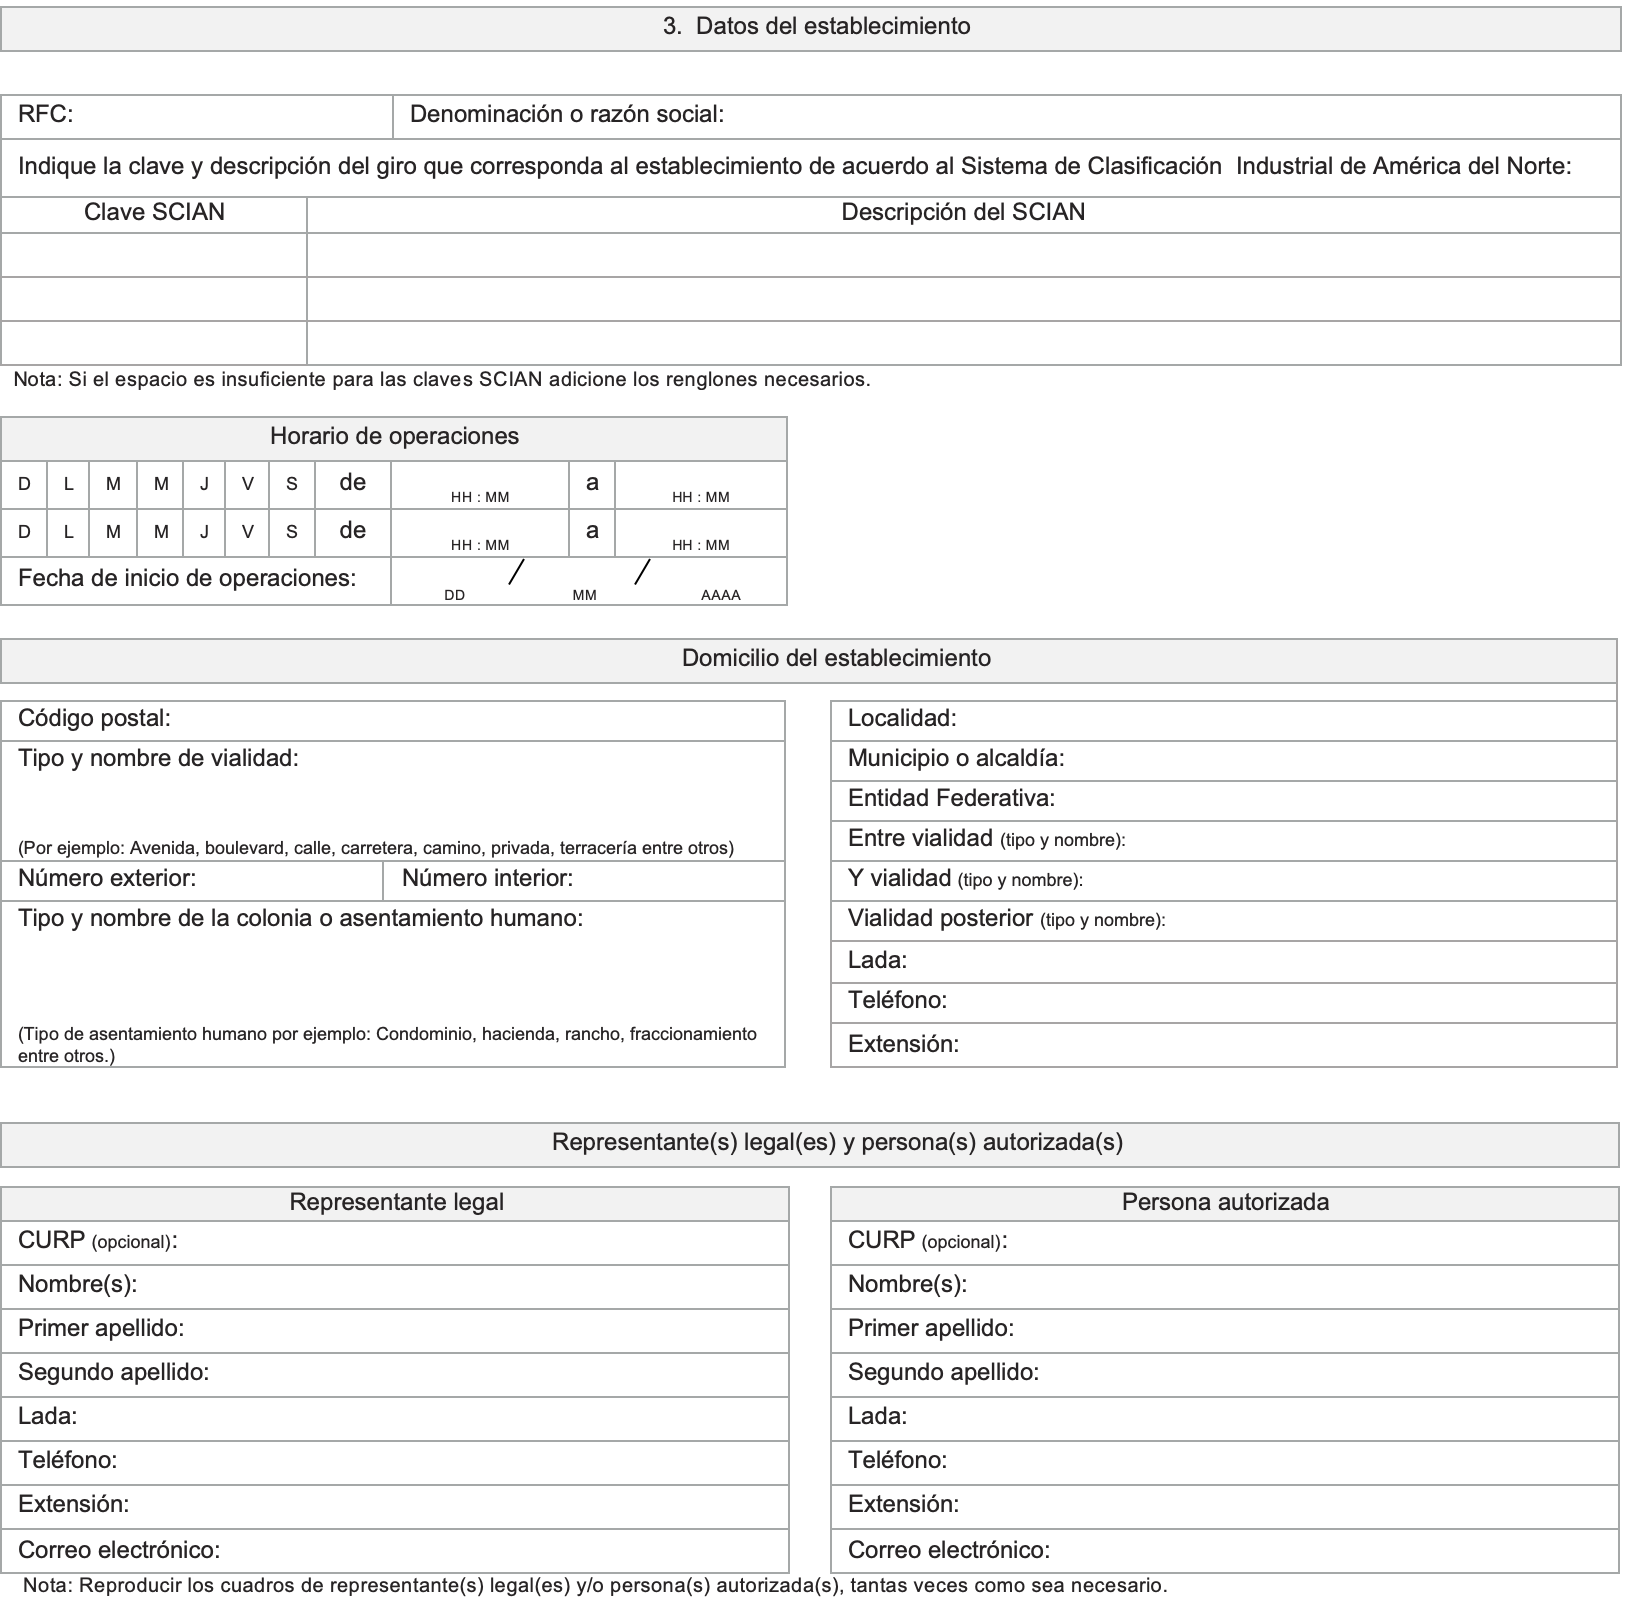 3. Datos del establecimiento
RFC:
Denominación o razón social:
Indique la clave y descripción del giro que corresponda al establecimiento de acuerdo al Sistema de Clasificación Industrial de América del Norte:
Clave SCIAN
Descripción del SCIAN
Nota: Si el espacio es insuficiente para las claves SCIAN adicione los renglones necesarios.
Horario de operaciones
D L M M J V S de HH : MM a HH : MM
D L M M J V S de HH : MM a HH : MM
Fecha de inicio de operaciones: DD / MM / AAAA
Domicilio del establecimiento
Código postal:
Tipo y nombre de vialidad:
(Por ejemplo: Avenida, boulevard, calle, carretera, camino, privada, terracería entre otros)
Número exterior:
Número interior:
Tipo y nombre de la colonia o asentamiento humano:
(Tipo de asentamiento humano por ejemplo: Condominio, hacienda, rancho, fraccionamiento
entre otros.)
Localidad:
Municipio o alcaldía:
Entidad Federativa:
Entre vialidad (tipo y nombre):
Y vialidad (tipo y nombre):
Vialidad posterior (tipo y nombre):
Lada:
Teléfono:
Extensión:
Representante(s) legal(es) y persona(s) autorizada(s)
Representante legal
CURP (opcional):
Nombre(s):
Primer apellido:
Segundo apellido:
Lada:
Teléfono:
Extensión:
Correo electrónico:
Persona autorizada
CURP (opcional):
Nombre(s):
Primer apellido:
Segundo apellido:
Lada:
Teléfono:
Extensión:
Correo electrónico:
Nota: Reproducir los cuadros de representante(s) legal(es) y/o persona(s) autorizada(s), tantas veces como sea necesario.